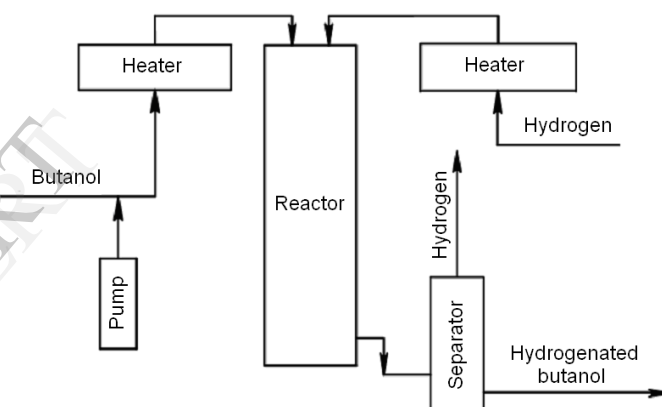 Heater
Heater
Hydrogen
Butanol
Reactor
Hydrogen
Pump
Separator
Hydrogenated
butanol